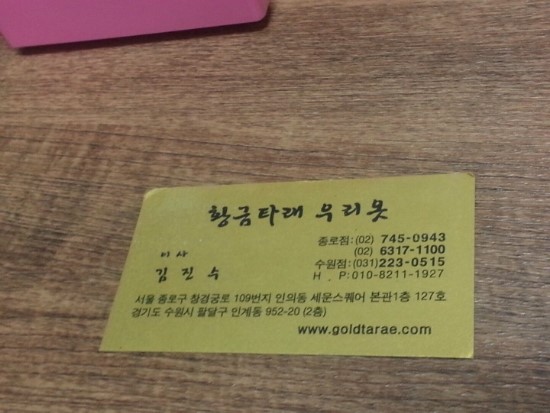 황금타래 우리옷
종로점:(02) 745-0943
(02) 6317-1100
이사
수원점:(031)223-0515
김진수
H P:010-8211-1927
서울 종로구 창경궁로 109번지 인의동 세운스퀘어 본관1층 127호
경기도 수원시 팔달구 인계동 952-20 (2층)
www.goldtarae.com